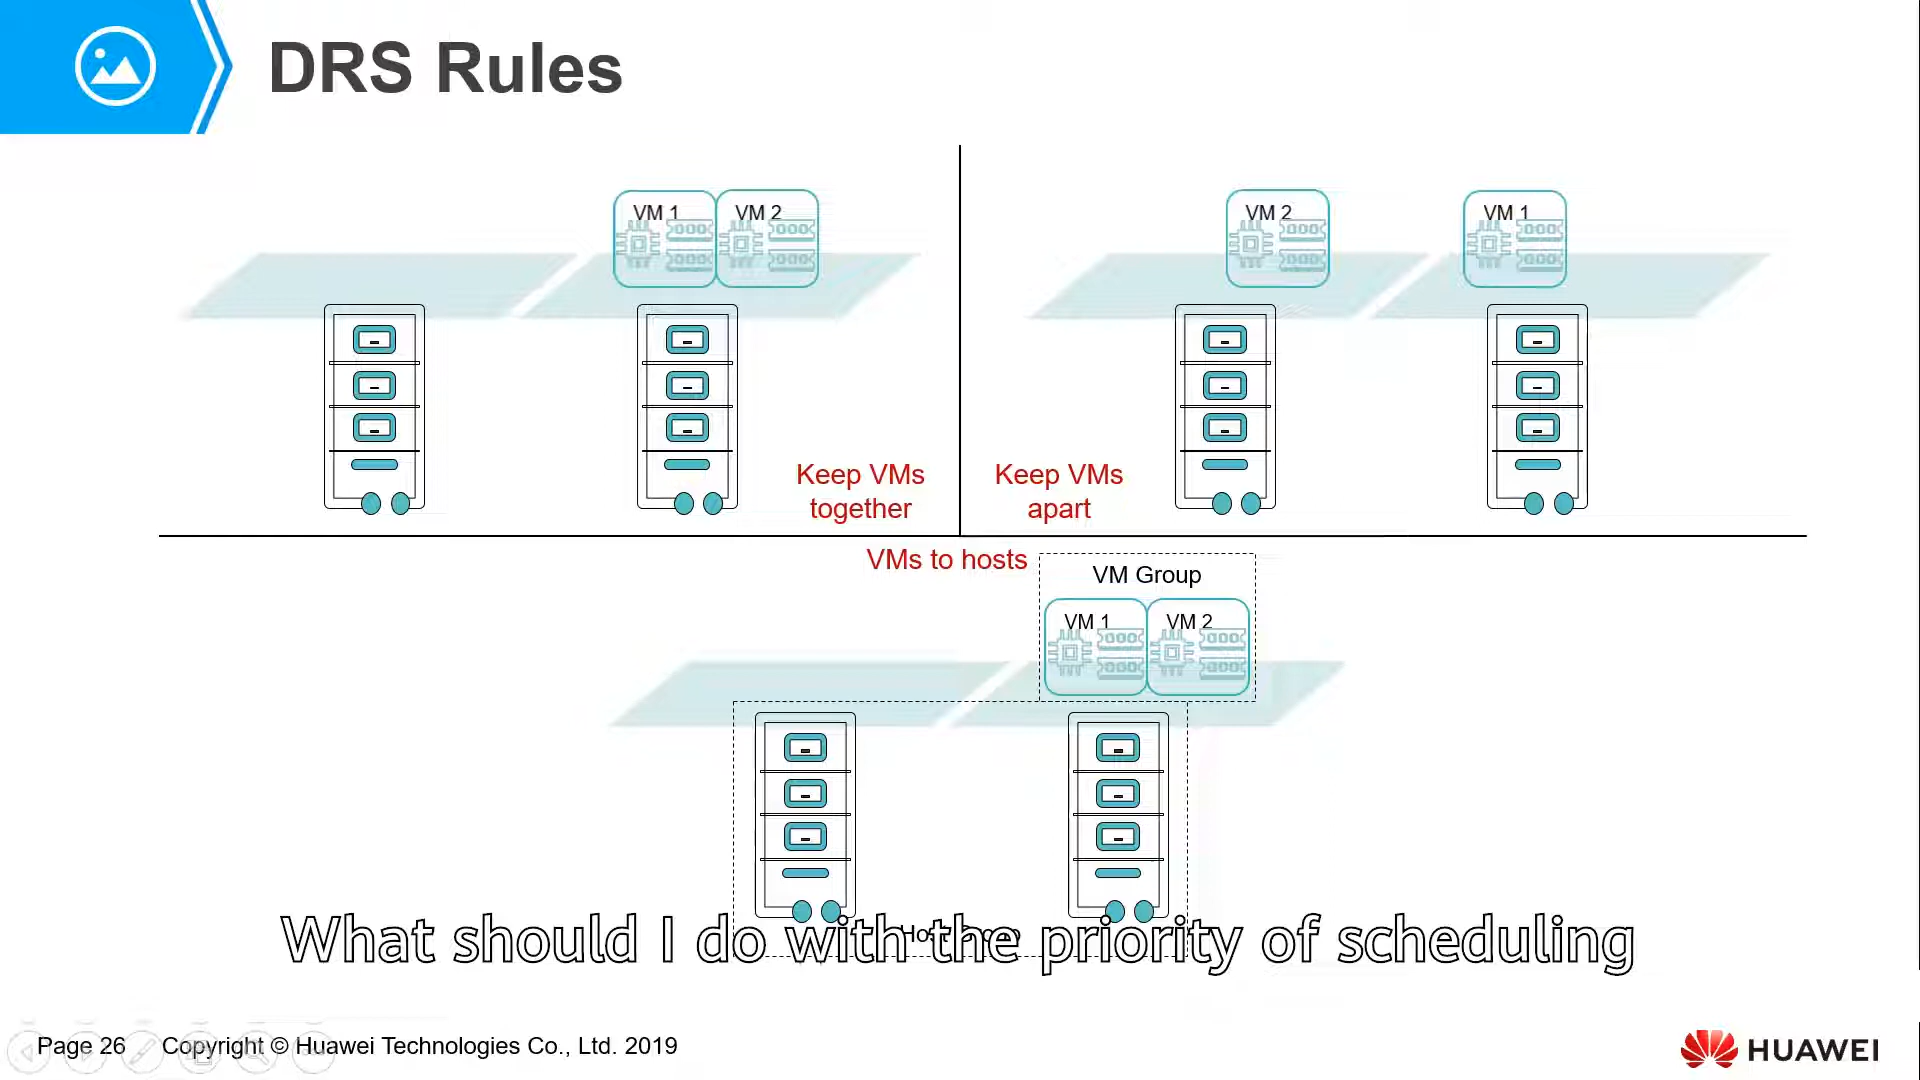 DRS Rules
VM 1
VM 2
VM 2
VM 1
Keep VMs
together
Keep VMs
apart
VMs to hosts
VM Group
VM 1
VM 2
What should I do with the priority of scheduling
Page 26
Copyright © Huawei Technologies Co., Ltd. 2019
HUAWEI